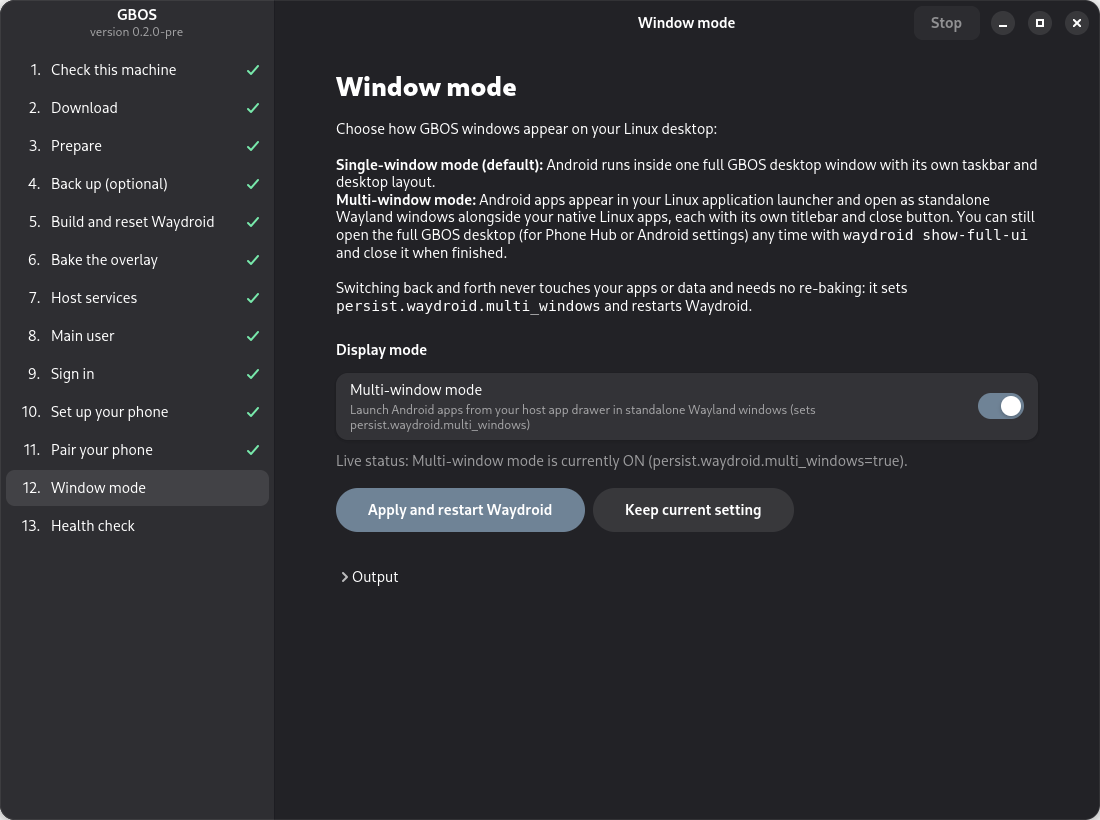 GBOS
version 0.2.0-pre
1. Check this machine
2. Download
3. Prepare
4. Back up (optional)
5. Build and reset Waydroid
6. Bake the overlay
7. Host services
8. Main user
9. Sign in
10. Set up your phone
11. Pair your phone
12. Window mode
13. Health check
Window mode
Stop
Window mode
Choose how GBOS windows appear on your Linux desktop:
Single-window mode (default): Android runs inside one full GBOS desktop window with its own taskbar and
desktop layout.
Multi-window mode: Android apps appear in your Linux application launcher and open as standalone
Wayland windows alongside your native Linux apps, each with its own titlebar and close button. You can still
open the full GBOS desktop (for Phone Hub or Android settings) any time with waydroid show-full-ui
and close it when finished.
Switching back and forth never touches your apps or data and needs no re-baking: it sets
persist.waydroid.multi_windows and restarts Waydroid.
Display mode
Multi-window mode
Launch Android apps from your host app drawer in standalone Wayland windows (sets
persist.waydroid.multi_windows)
Live status: Multi-window mode is currently ON (persist.waydroid.multi_windows=true).
Apply and restart Waydroid
Keep current setting
Output